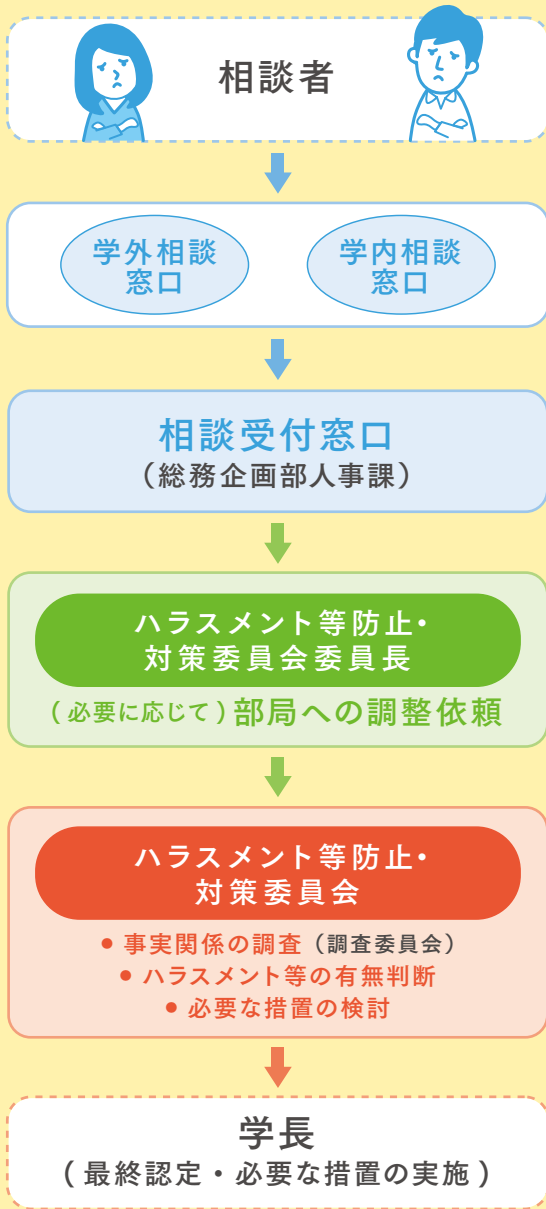 相談者
学外相談
窓口
学内相談
窓口
相談受付窓口
（総務企画部人事課）
ハラスメント等防止・
対策委員会委員長
（必要に応じて）部局への調整依頼
ハラスメント等防止・
対策委員会
● 事実関係の調査（調査委員会）
● ハラスメント等の有無判断
● 必要な措置の検討
学長
（最終認定・必要な措置の実施）